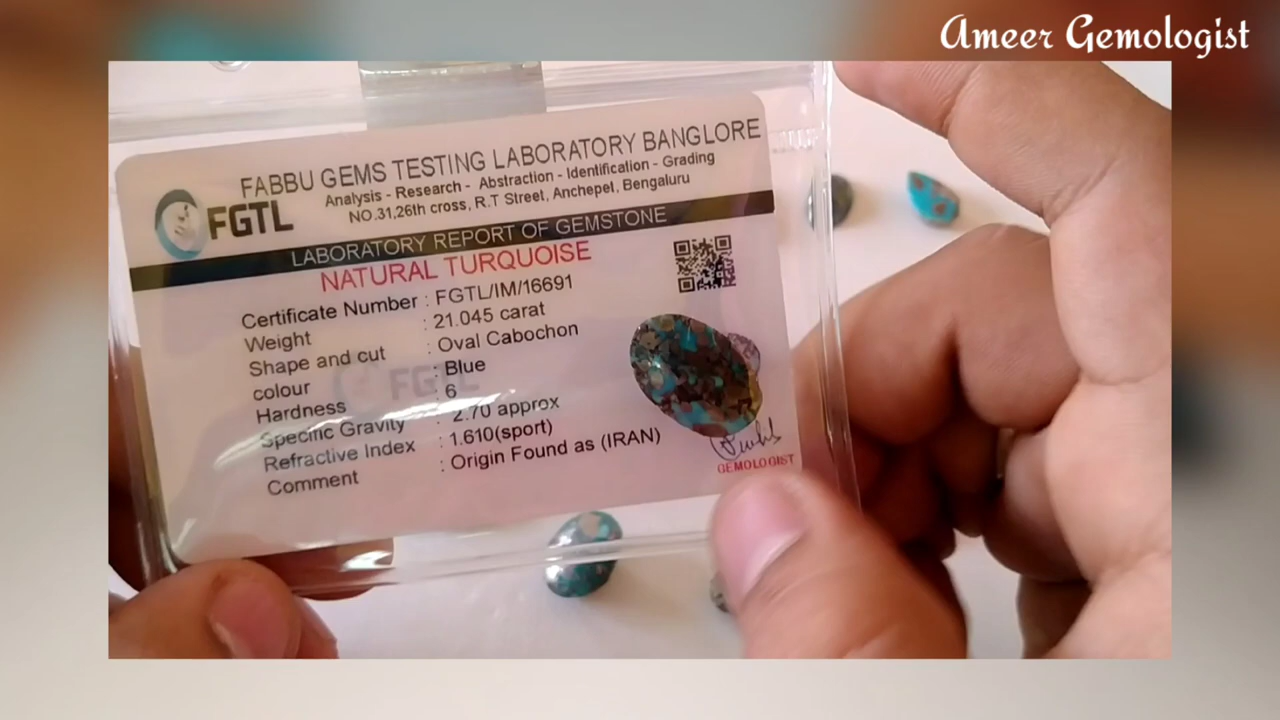 Ameer Gemologist
FABBU GEMS TESTING LABORATORY BANGLORE
Analysis - Research - Abstraction - Identification - Grading
NO.31,26th cross, R.T Street, Anchepel, Bengaluru
FGTL
LABORATORY REPORT OF GEMSTONE
NATURAL TURQUOISE
Certificate Number : FGTL/IM/16691
Weight : 21.045 carat
Shape and cut : Oval Cabochon
colour : Blue
Hardness : 6
Specific Gravity : 2.70 approx
Refractive Index : 1.610(sport)
Comment : Origin Found as (IRAN)
FGTL
GEMOLOGIST